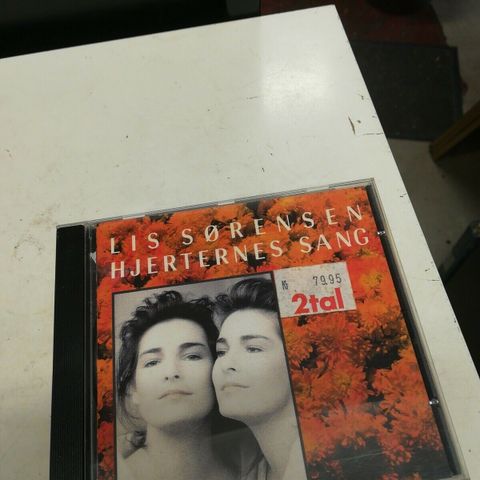 LIS SØRENSEN
HJERTERNES SANG
79.95
2tal